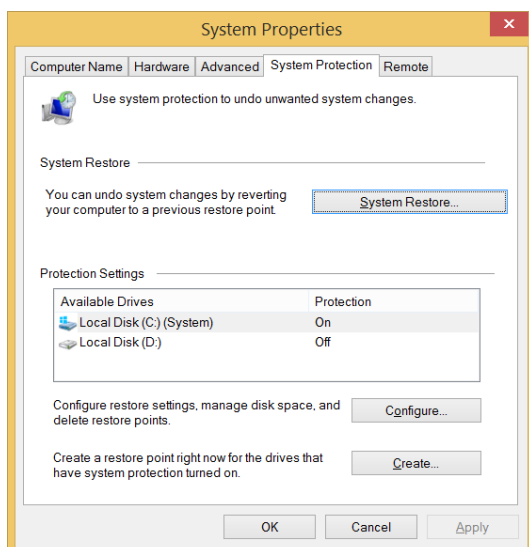 System Properties
Computer Name Hardware Advanced System Protection Remote
Use system protection to undo unwanted system changes.
System Restore
You can undo system changes by reverting
your computer to a previous restore point.
System Restore...
Protection Settings
Available Drives Protection
Local Disk (C:) (System) On
Local Disk (D:) Off
Configure restore settings, manage disk space, and
delete restore points.
Configure...
Create a restore point right now for the drives that
have system protection turned on.
Create...
OK Cancel Apply